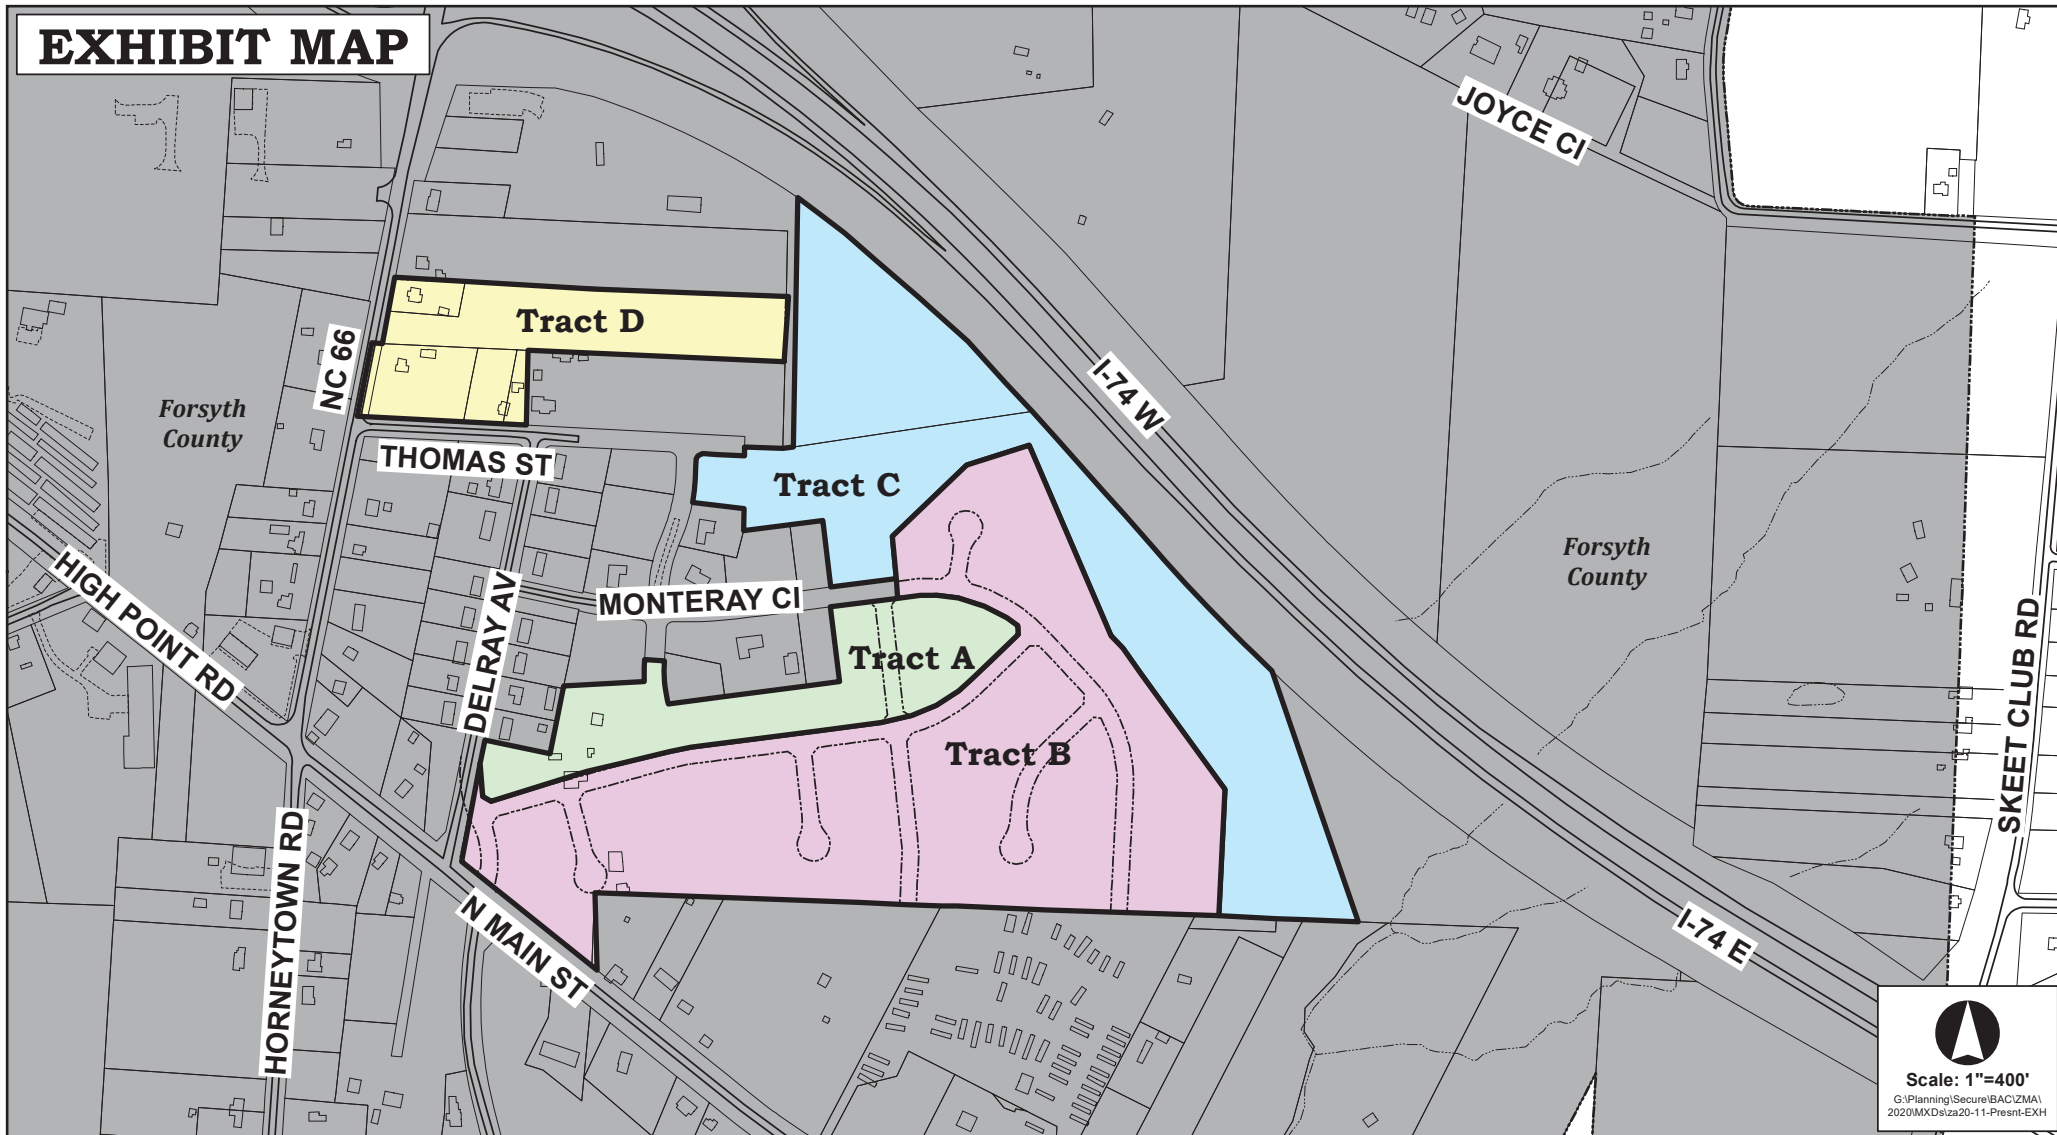 EXHIBIT MAP
JOYCE CI
Tract D
NC 66
I-74 W
Forsyth
County
THOMAS ST
Tract C
Forsyth
County
HIGH POINT RD
DELRAY AV
MONTERAY CI
Tract A
SKEET CLUB RD
Tract B
HORNEYTOWN RD
N MAIN ST
I-74 E
Scale: 1"=400'
G:\Planning\Secure\BAC\ZMA\
2020\MXDs\za20-11-Presnt-EXH